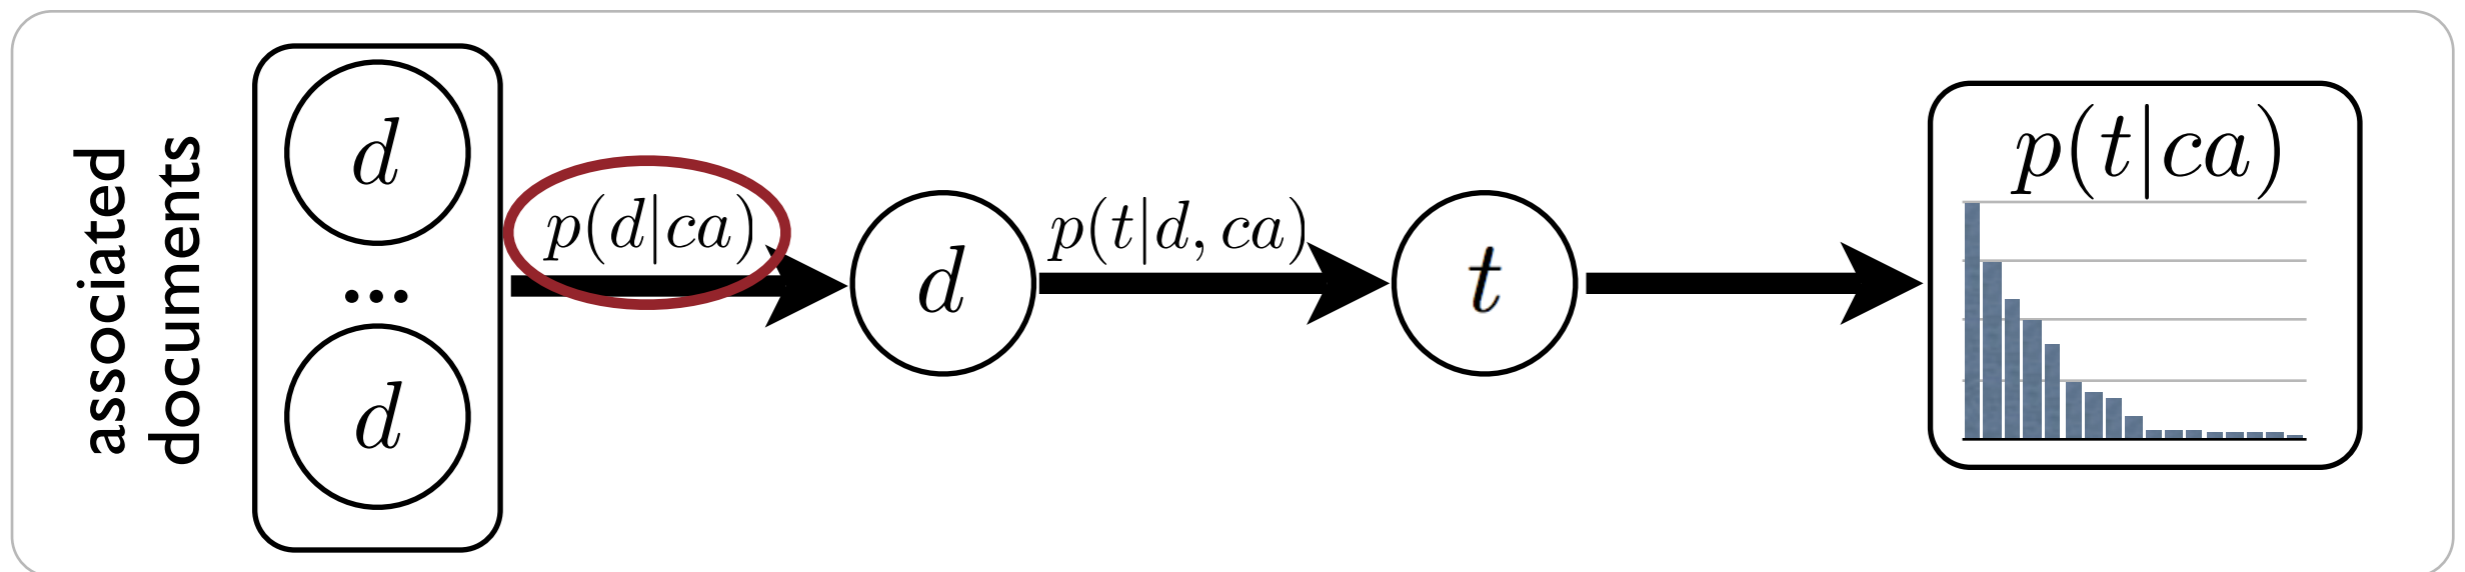 associated
documents
d
...
d
p(d|ca)
d
p(t|d, ca)
t
p(t|ca)